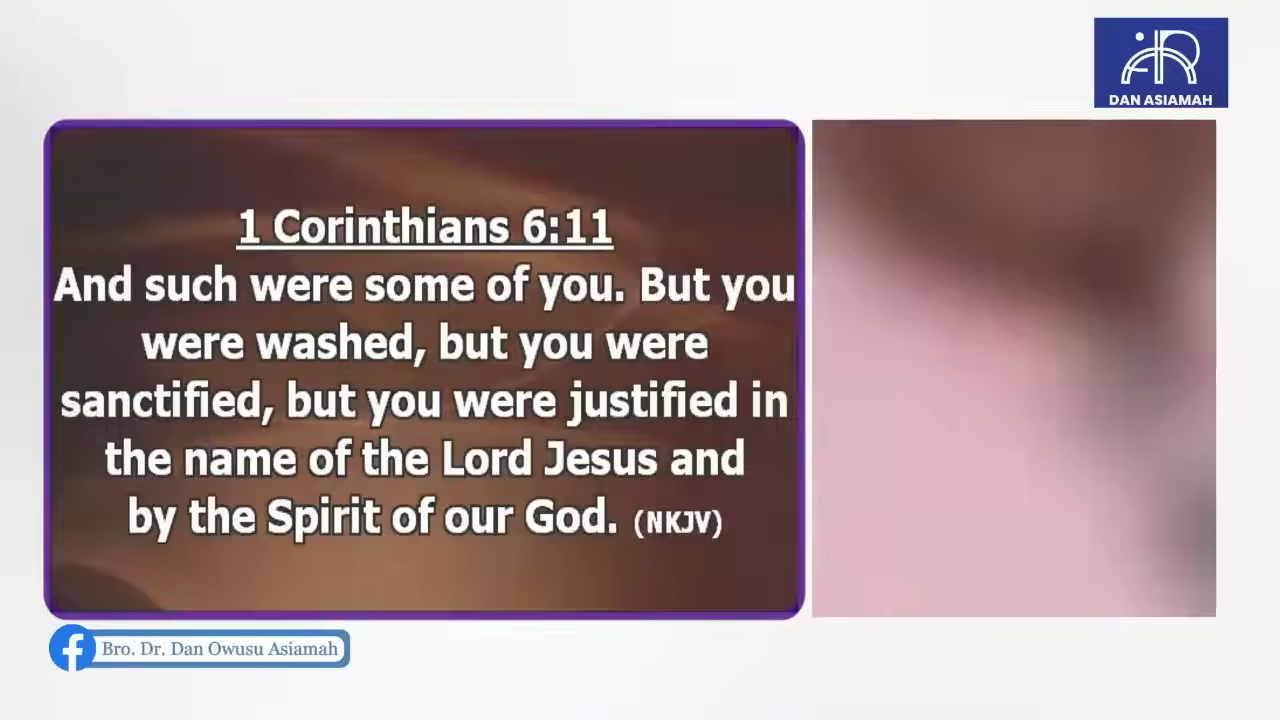 DAN ASIAMAH
1 Corinthians 6:11
And such were some of you. But you
were washed, but you were
sanctified, but you were justified in
the name of the Lord Jesus and
by the Spirit of our God. (NKJV)
Bro. Dr. Dan Owusu Asiamah